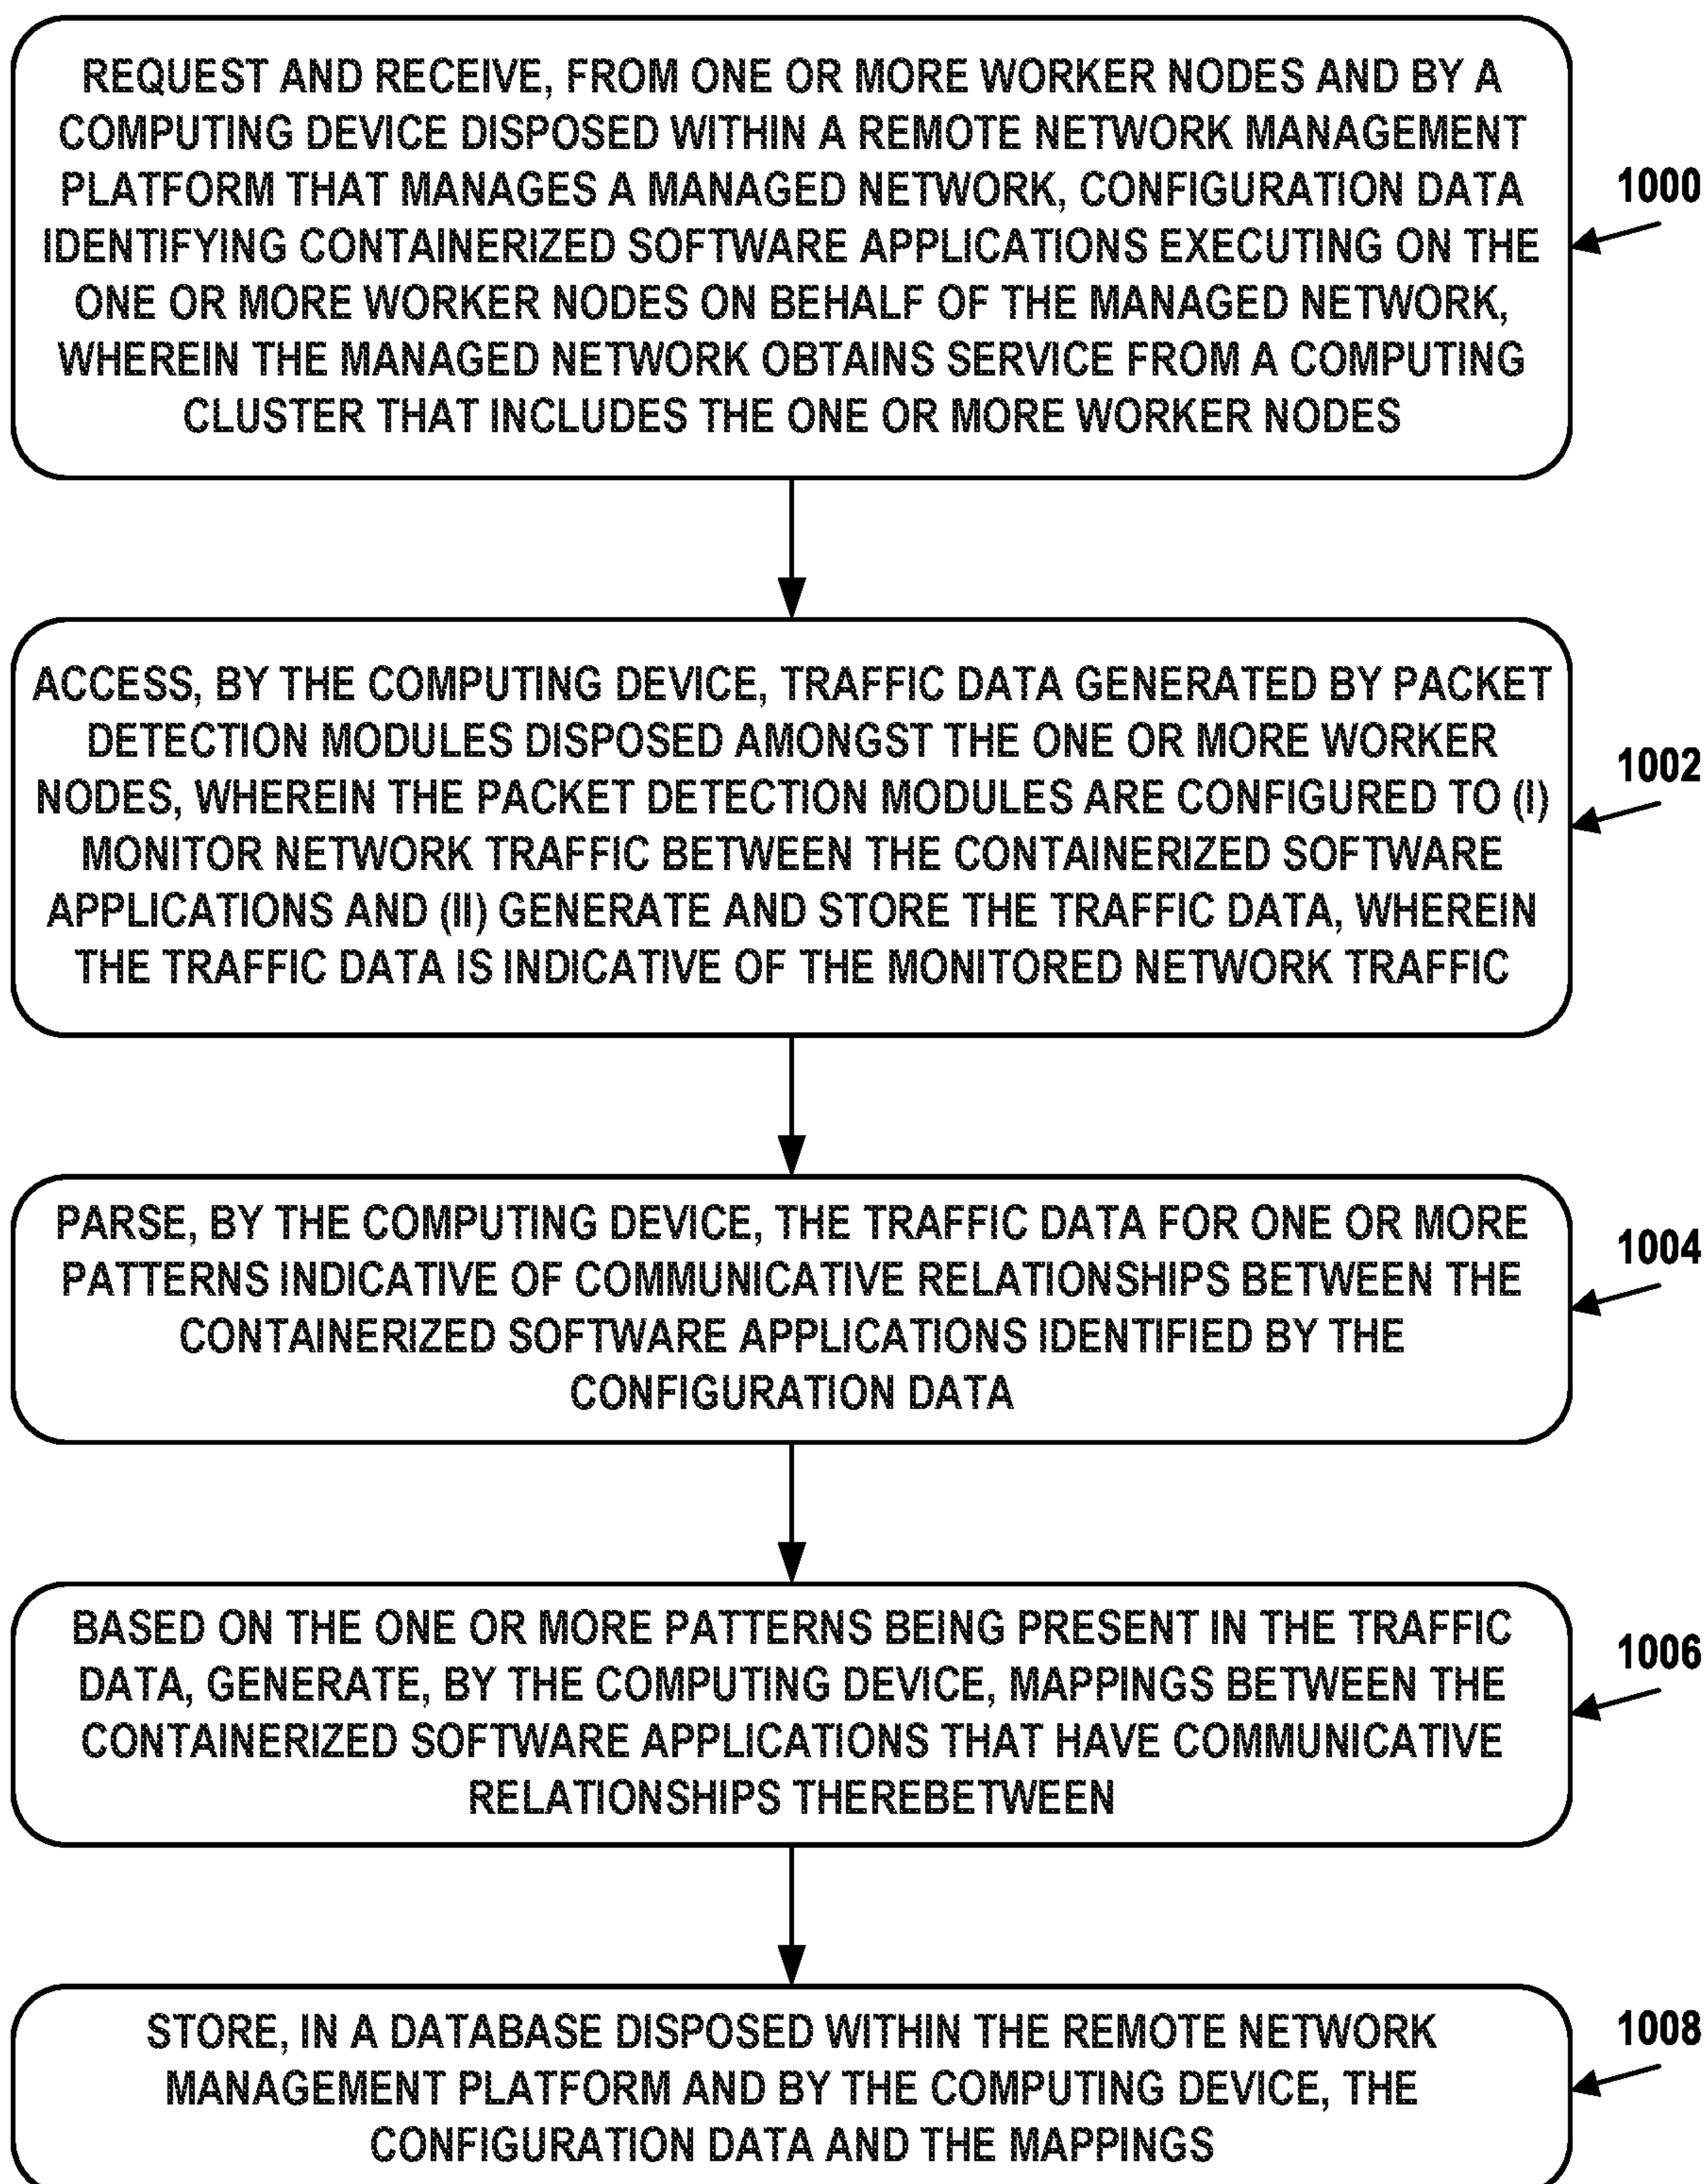 REQUEST AND RECEIVE, FROM ONE OR MORE WORKER NODES AND BY A
COMPUTING DEVICE DISPOSED WITHIN A REMOTE NETWORK MANAGEMENT
PLATFORM THAT MANAGES A MANAGED NETWORK, CONFIGURATION DATA
IDENTIFYING CONTAINERIZED SOFTWARE APPLICATIONS EXECUTING ON THE
ONE OR MORE WORKER NODES ON BEHALF OF THE MANAGED NETWORK,
WHEREIN THE MANAGED NETWORK OBTAINS SERVICE FROM A COMPUTING
CLUSTER THAT INCLUDES THE ONE OR MORE WORKER NODES
1000
ACCESS, BY THE COMPUTING DEVICE, TRAFFIC DATA GENERATED BY PACKET
DETECTION MODULES DISPOSED AMONGST THE ONE OR MORE WORKER
NODES, WHEREIN THE PACKET DETECTION MODULES ARE CONFIGURED TO (I)
MONITOR NETWORK TRAFFIC BETWEEN THE CONTAINERIZED SOFTWARE
APPLICATIONS AND (II) GENERATE AND STORE THE TRAFFIC DATA, WHEREIN
THE TRAFFIC DATA IS INDICATIVE OF THE MONITORED NETWORK TRAFFIC
1002
PARSE, BY THE COMPUTING DEVICE, THE TRAFFIC DATA FOR ONE OR MORE
PATTERNS INDICATIVE OF COMMUNICATIVE RELATIONSHIPS BETWEEN THE
CONTAINERIZED SOFTWARE APPLICATIONS IDENTIFIED BY THE
CONFIGURATION DATA
1004
BASED ON THE ONE OR MORE PATTERNS BEING PRESENT IN THE TRAFFIC
DATA, GENERATE, BY THE COMPUTING DEVICE, MAPPINGS BETWEEN THE
CONTAINERIZED SOFTWARE APPLICATIONS THAT HAVE COMMUNICATIVE
RELATIONSHIPS THEREBETWEEN
1006
STORE, IN A DATABASE DISPOSED WITHIN THE REMOTE NETWORK
MANAGEMENT PLATFORM AND BY THE COMPUTING DEVICE, THE
CONFIGURATION DATA AND THE MAPPINGS
1008